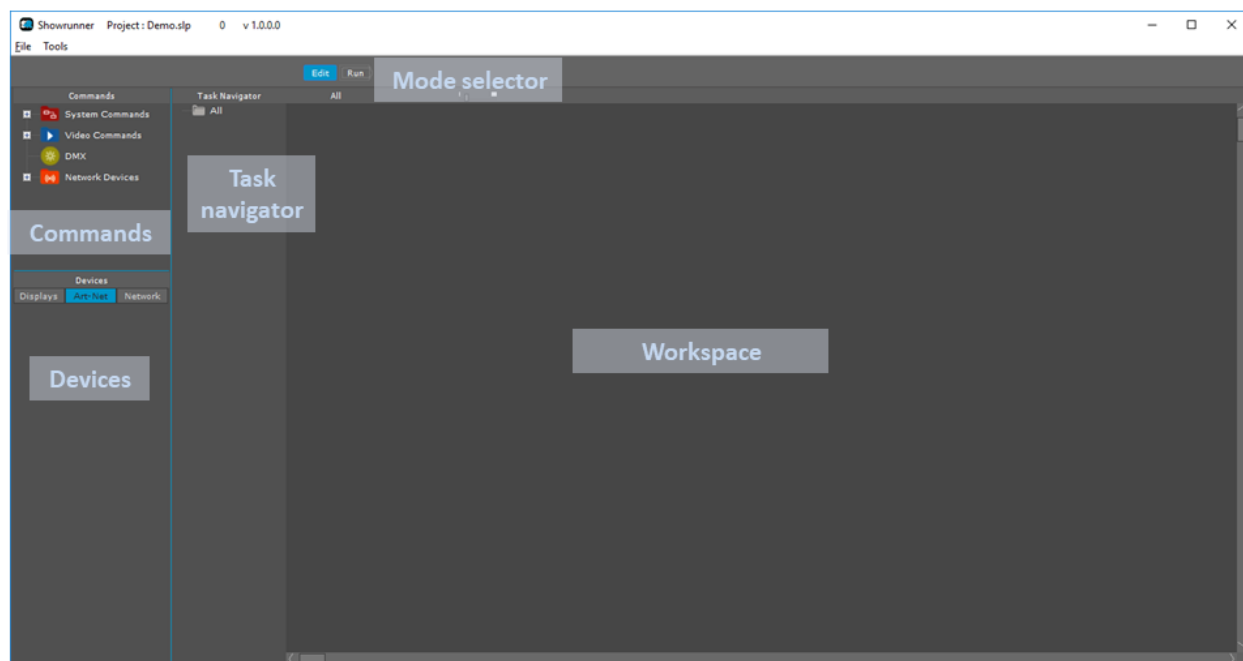 Showrunner Project : Demo.slp 0 v 1.0.0.0
File Tools
Edit Run
Mode selector
Commands
System Commands
Video Commands
DMX
Network Devices
Commands
Devices
Displays Art-Net Network
Devices
Task Navigator
All
All
Task
navigator
Workspace